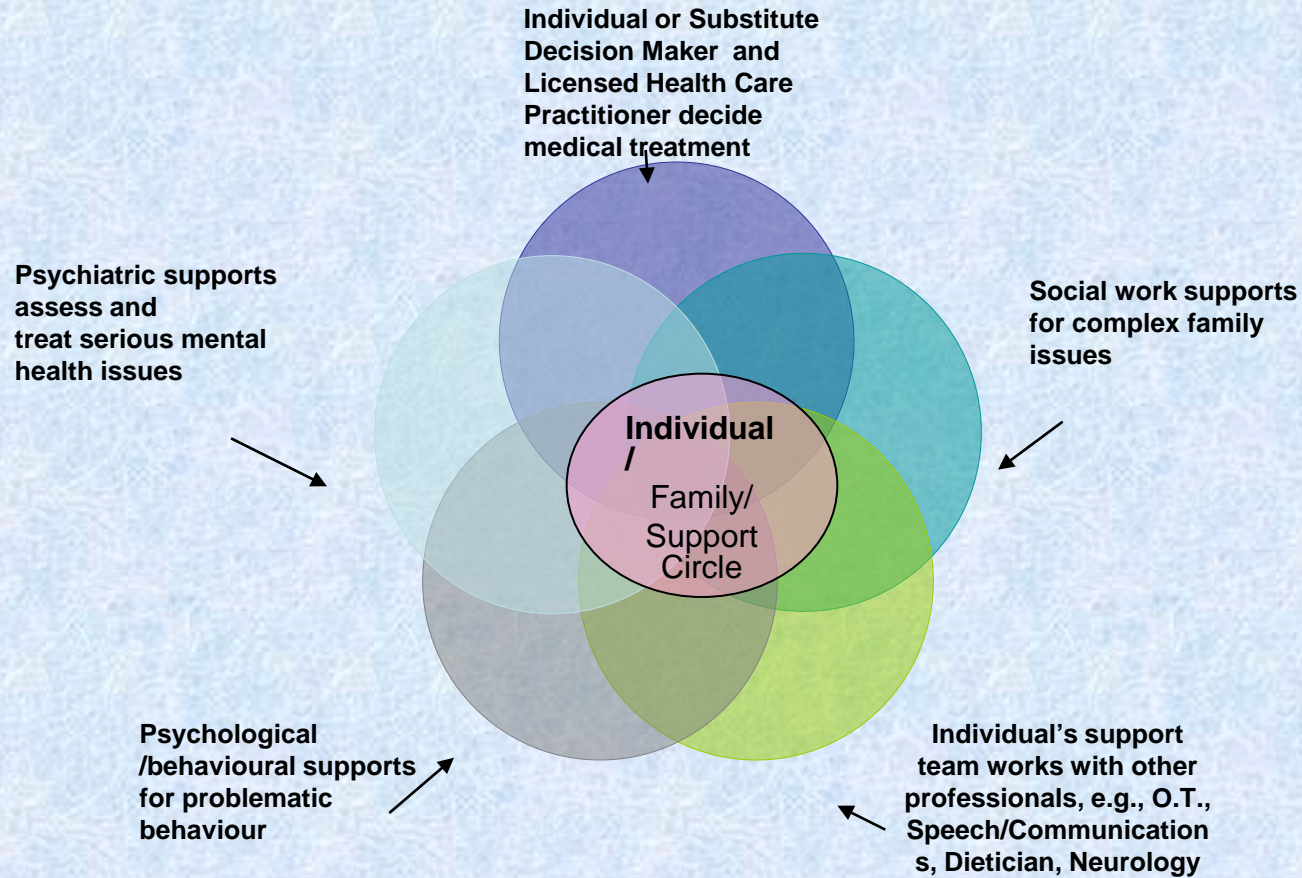 Individual or Substitute
Decision Maker and
Licensed Health Care
Practitioner decide
medical treatment
Psychiatric supports
assess and
treat serious mental
health issues
Social work supports
for complex family
issues
Individual
/
Family/
Support
Circle
Psychological
/behavioural supports
for problematic
behaviour
Individual’s support
team works with other
professionals, e.g., O.T.,
Speech/Communication
s, Dietician, Neurology